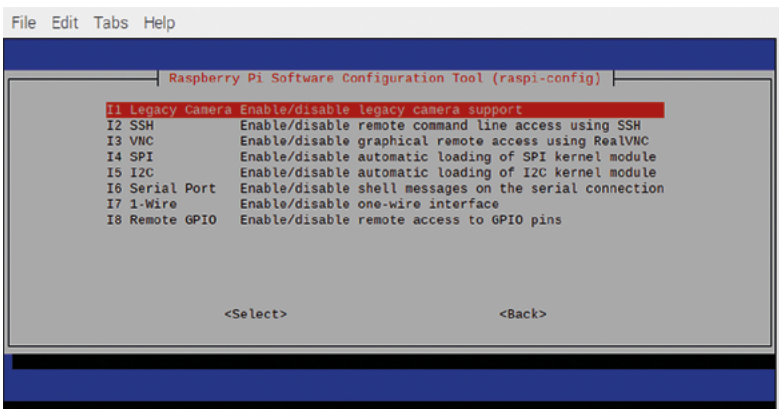 File Edit Tabs Help
Raspberry Pi Software Configuration Tool (raspi-config)
I1 Legacy Camera Enable/disable legacy camera support
I2 SSH Enable/disable remote command line access using SSH
I3 VNC Enable/disable graphical remote access using RealVNC
I4 SPI Enable/disable automatic loading of SPI kernel module
I5 I2C Enable/disable automatic loading of I2C kernel module
I6 Serial Port Enable/disable shell messages on the serial connection
I7 1-Wire Enable/disable one-wire interface
I8 Remote GPIO Enable/disable remote access to GPIO pins
<Select> <Back>